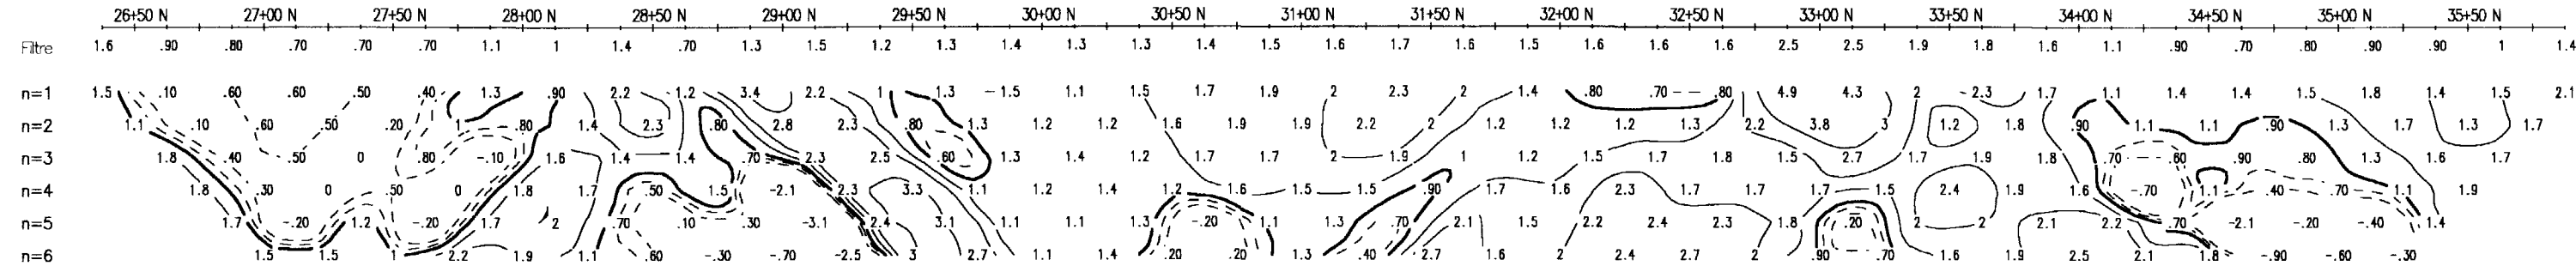 26+50 N 27+00 N 27+50 N 28+00 N 28+50 N 29+00 N 29+50 N 30+00 N 30+50 N 31+00 N 31+50 N 32+00 N 32+50 N 33+00 N 33+50 N 34+00 N 34+50 N 35+00 N 35+50 N
Filtre 1.6 .90 .80 .70 .70 .70 1.1 1 1.4 .70 1.3 1.5 1.2 1.3 1.4 1.3 1.3 1.4 1.5 1.6 1.7 1.6 1.5 1.6 1.6 1.6 2.5 2.5 1.9 1.8 1.6 1.1 .90 .70 .80 .90 .90 1 1.4
n=1 1.5 .10 .60 .60 .50 .40 1.3 .90 2.2 1.2 3.4 2.2 1 1.3 1.5 1.1 1.5 1.7 1.9 2 2.3 2 1.4 .80 .70 .80 4.9 4.3 2 2.3 1.7 1.1 1.4 1.4 1.5 1.8 1.4 1.5 2.1
n=2 1.1 .10 .60 .50 .20 1 .80 1.4 2.3 .80 2.8 2.3 .80 1.3 1.2 1.2 1.6 1.9 1.9 2.2 2 1.2 1.2 1.2 1.3 2.2 3.8 3 1.2 1.8 .90 1.1 1.1 .90 1.3 1.7 1.3 1.7
n=3 1.8 .40 .50 0 .80 -.10 1.6 1.4 1.4 .70 2.3 2.5 .60 1.3 1.4 1.2 1.7 1.7 2 1.9 1 1.2 1.5 1.7 1.8 1.5 2.7 1.7 1.9 1.8 .70 .60 .90 .80 1.3 1.6 1.7
n=4 1.8 .30 0 .50 0 1.8 1.7 .50 1.5 -2.1 2.3 3.3 1.1 1.2 1.4 1.2 1.6 1.5 1.5 .90 1.7 1.6 2.3 1.7 1.7 1.7 1.5 2.4 1.9 1.6 -.70 1.1 .40 .70 1.1 1.9
n=5 1.7 -.20 1.2 -.20 1.7 2 .70 .10 .30 -3.1 2.4 3.1 1.1 1.1 1.3 -.20 1.1 1.3 .70 2.1 1.5 2.2 2.4 2.3 1.8 .20 2 2 2.1 2.2 .70 -2.1 -.20 -.40 1.4
n=6 1.5 1.5 1 2.2 1.9 1.1 .60 -.30 -.70 -2.5 3 2.7 1.1 1.4 .20 .20 1.3 .40 2.7 1.6 2 2.4 2.7 2 .90 .70 1.6 1.9 2.5 2.1 1.8 -.90 -.60 -.30